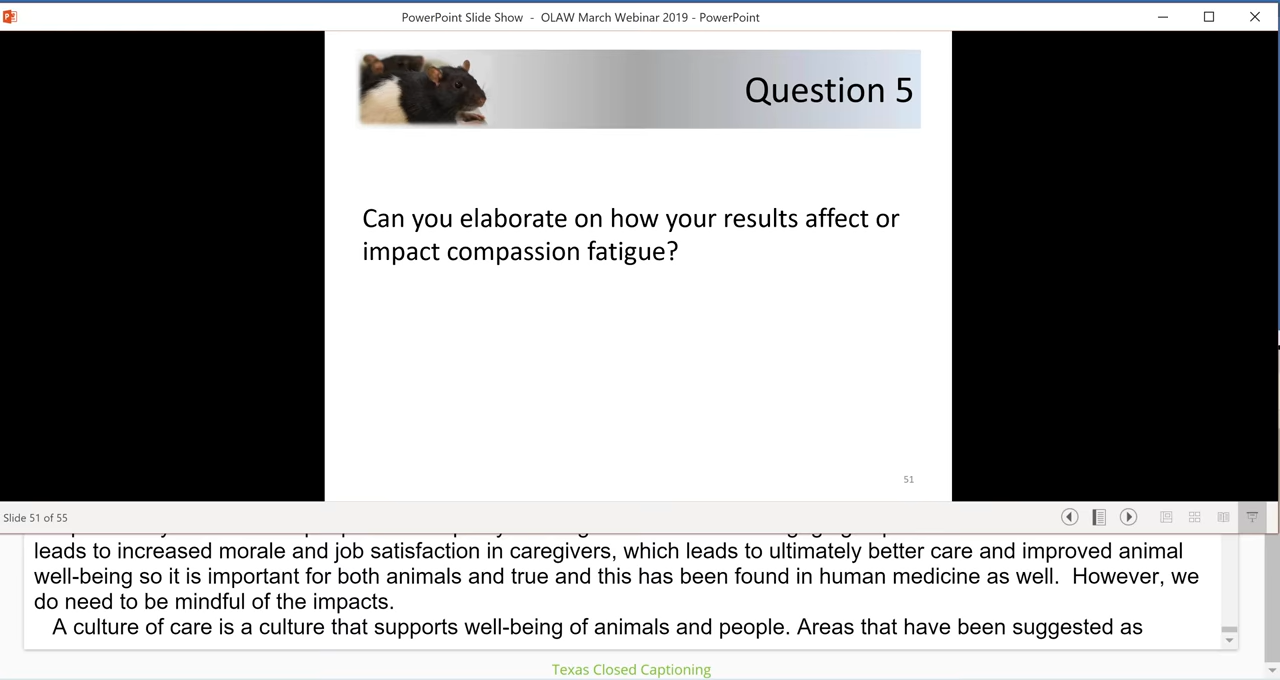 PowerPoint Slide Show - OLAW March Webinar 2019 - PowerPoint
Question 5
Can you elaborate on how your results affect or
impact compassion fatigue?
51
Slide 51 of 55
leads to increased morale and job satisfaction in caregivers, which leads to ultimately better care and improved animal
well-being so it is important for both animals and true and this has been found in human medicine as well.  However, we
do need to be mindful of the impacts.
A culture of care is a culture that supports well-being of animals and people. Areas that have been suggested as
Texas Closed Captioning